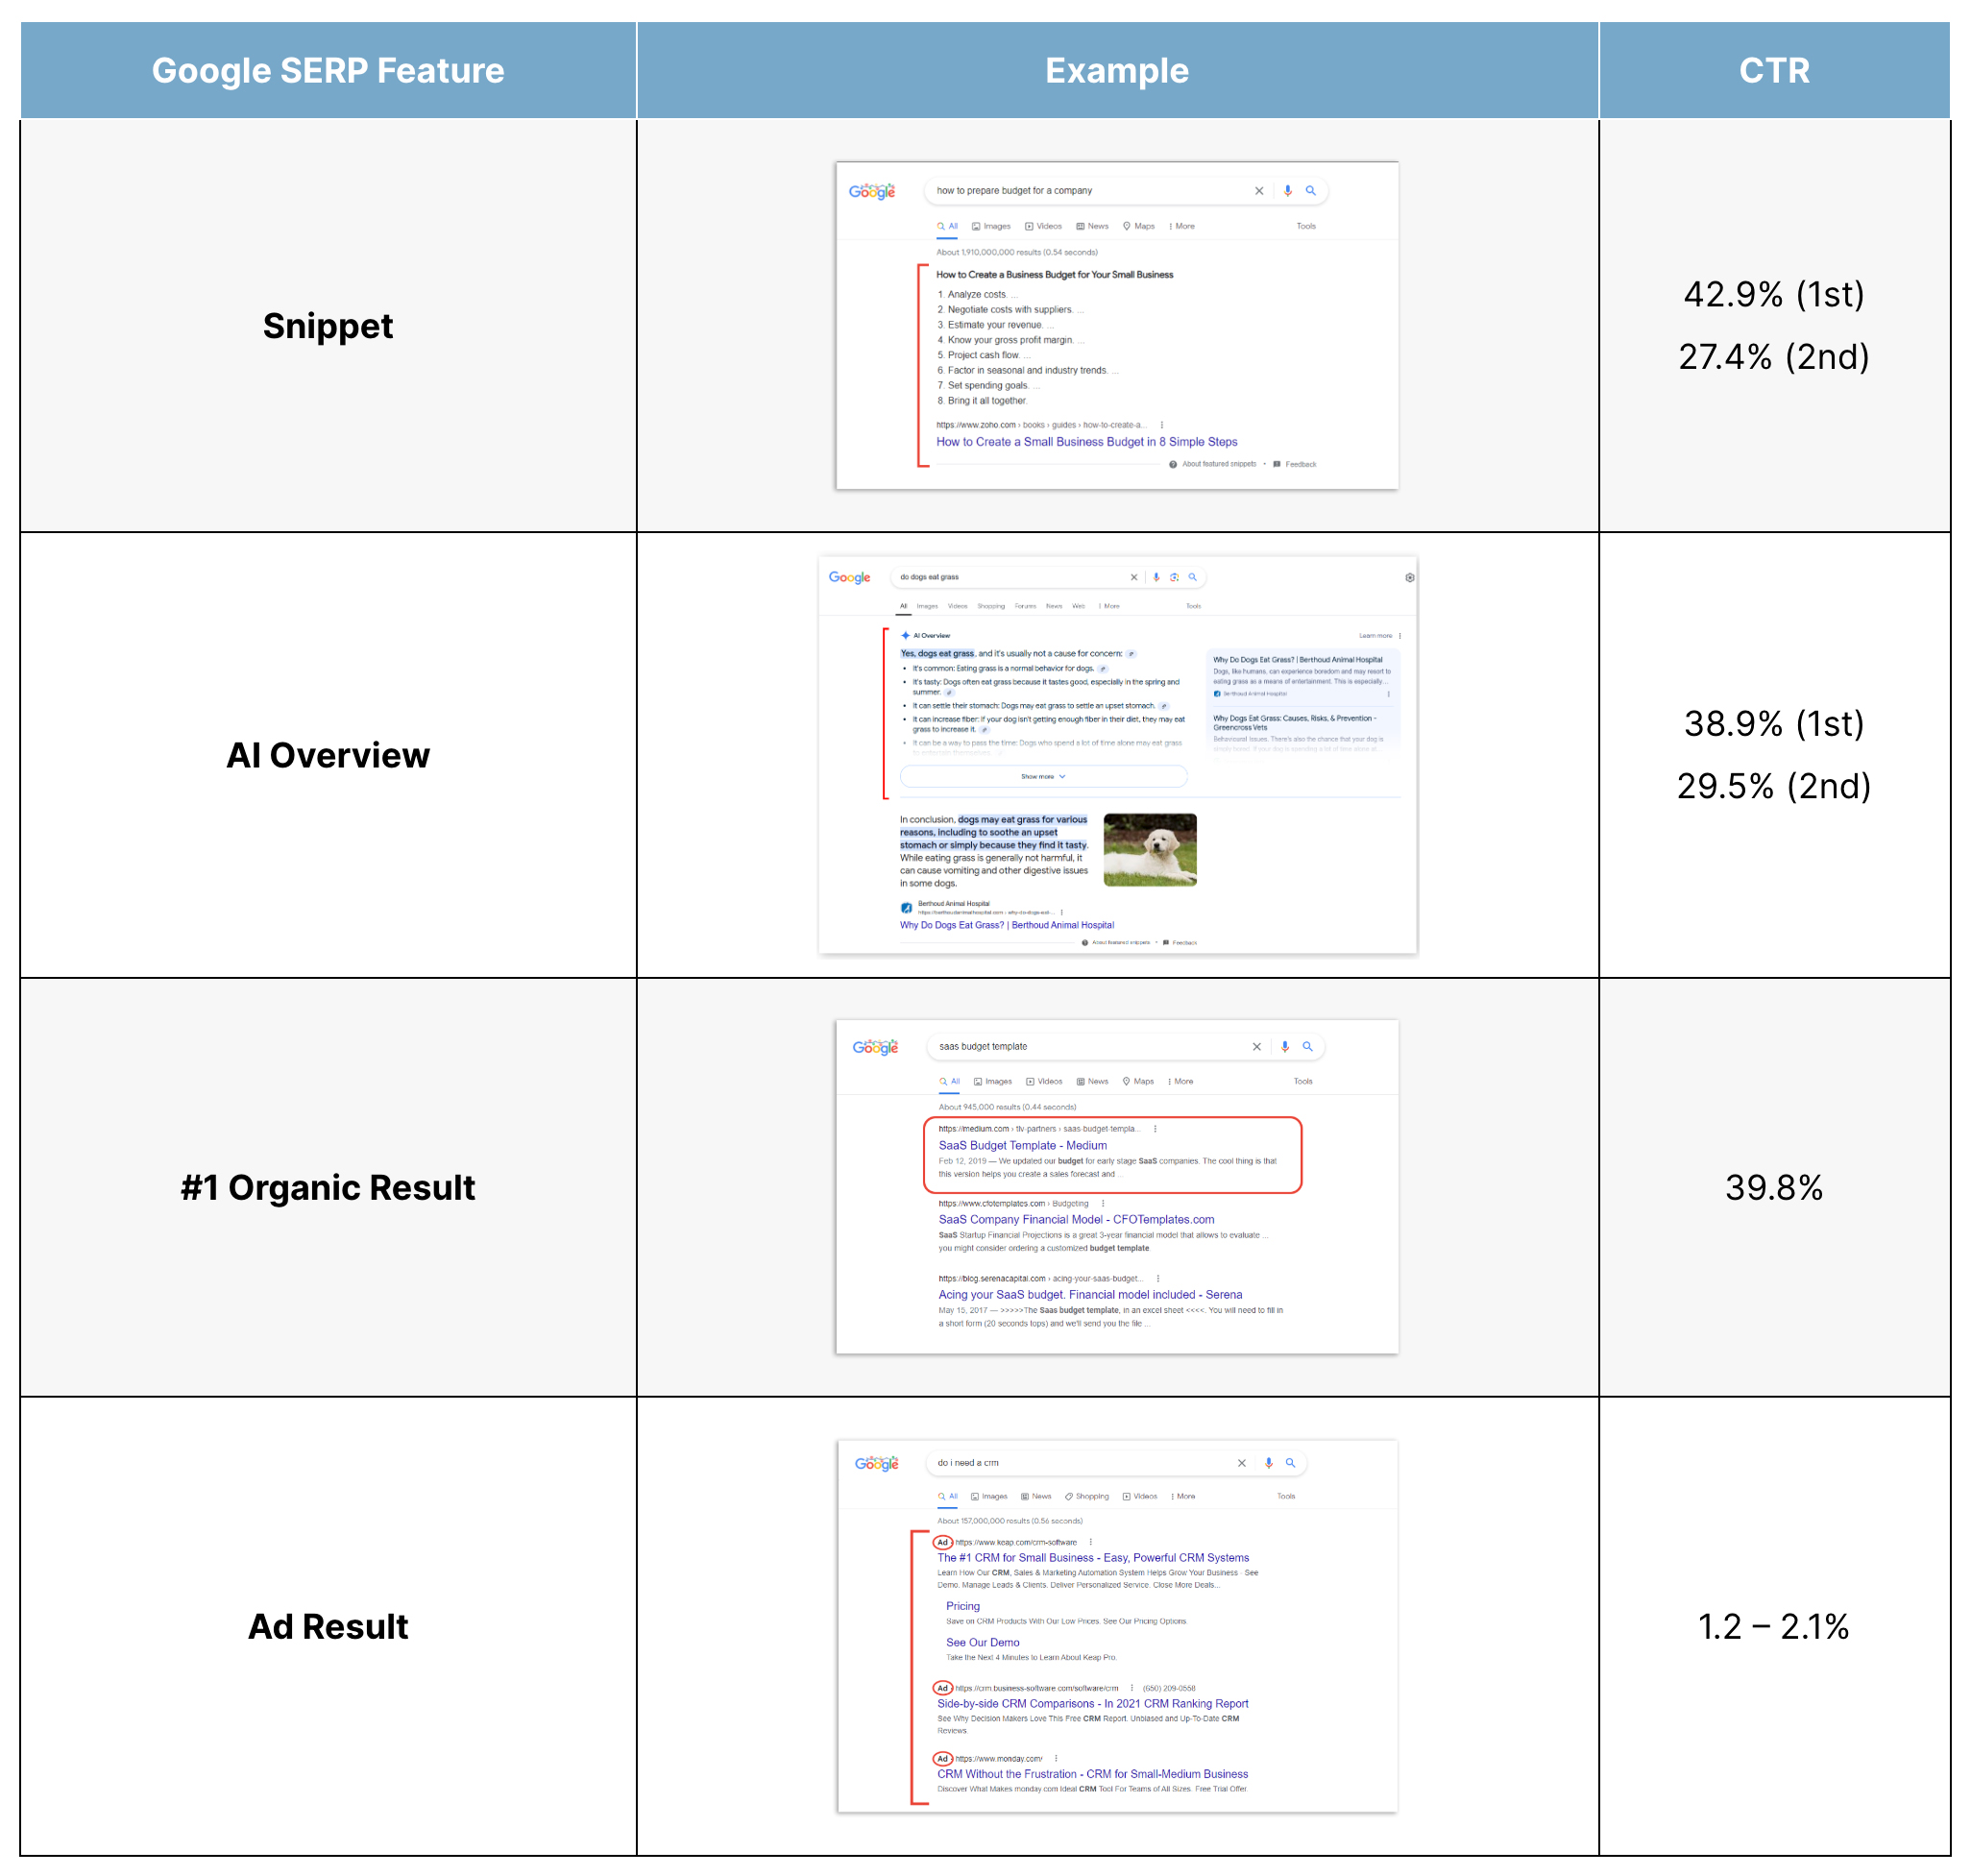 Google SERP Feature
Example
CTR
Snippet
Google
how to prepare budget for a company
All Images Videos News Maps More Tools
About 1,910,000,000 results (0.54 seconds)
How to Create a Business Budget for Your Small Business
1. Analyze costs. ...
2. Negotiate costs with suppliers. ...
3. Estimate your revenue. ...
4. Know your gross profit margin. ...
5. Project cash flow. ...
6. Factor in seasonal and industry trends. ...
7. Set spending goals. ...
8. Bring it all together.
https://www.zoho.com › books › guides › how-to-create-a...
How to Create a Small Business Budget in 8 Simple Steps
About featured snippets • Feedback
42.9% (1st)
27.4% (2nd)
AI Overview
Google
do dogs eat grass
All Images Videos Shopping Forums News Web More Tools
AI Overview
Learn more
Yes, dogs eat grass, and it's usually not a cause for concern:
• It's common: Eating grass is a normal behavior for dogs.
• It's tasty: Dogs often eat grass because it tastes good, especially in the spring and
summer.
• It can settle their stomach: Dogs may eat grass to settle an upset stomach.
• It can increase fiber: If your dog isn't getting enough fiber in their diet, they may eat
grass to increase it.
• It can be a way to pass the time: Dogs who spend a lot of time alone may eat grass
to entertain themselves.
Show more
Why Do Dogs Eat Grass? | Berthoud Animal Hospital
Dogs, like humans, can experience boredom and may resort to
eating grass as a means of entertainment. This is especially...
Berthoud Animal Hospital
Why Dogs Eat Grass: Causes, Risks, & Prevention -
Greencross Vets
Behavioural Issues. There's also the chance that your dog is
simply bored. If your dog is spending a lot of time alone at
In conclusion, dogs may eat grass for various
reasons, including to soothe an upset
stomach or simply because they find it tasty.
While eating grass is generally not harmful, it
can cause vomiting and other digestive issues
in some dogs.
Berthoud Animal Hospital
https://berthoudanimalhospital.com › why-do-dogs-eat-...
Why Do Dogs Eat Grass? | Berthoud Animal Hospital
About featured snippets • Feedback
38.9% (1st)
29.5% (2nd)
#1 Organic Result
Google
saas budget template
All Images Videos News Maps More Tools
About 945,000 results (0.44 seconds)
https://medium.com › tlv-partners › saas-budget-templa...
SaaS Budget Template - Medium
Feb 12, 2019 — We updated our budget for early stage SaaS companies. The cool thing is that
this version helps you create a sales forecast and ...
https://www.cfotemplates.com › Budgeting
SaaS Company Financial Model - CFOTemplates.com
SaaS Startup Financial Projections is a great 3-year financial model that allows to evaluate ...
you might consider ordering a customized budget template.
https://blog.serenacapital.com › acing-your-saas-budget...
Acing your SaaS budget. Financial model included - Serena
May 15, 2017 — >>>>>The Saas budget template, in an excel sheet <<<<. You will need to fill in
a short form (20 seconds tops) and we'll send you the file ...
39.8%
Ad Result
Google
do i need a crm
All Images News Shopping Videos More Tools
About 157,000,000 results (0.56 seconds)
Ad · https://www.keap.com/crm-software
The #1 CRM for Small Business - Easy, Powerful CRM Systems
Learn How Our CRM, Sales & Marketing Automation System Helps Grow Your Business · See
Demo. Manage Leads & Clients. Deliver Personalized Service. Close More Deals...
Pricing
Save on CRM Products With Our Low Prices. See Our Pricing Options.
See Our Demo
Take the Next 4 Minutes to Learn About Keap Pro.
Ad · https://crm.business-software.com/software/crm (650) 209-0558
Side-by-side CRM Comparisons - In 2021 CRM Ranking Report
See Why Decision Makers Love This Free CRM Report. Unbiased and Up-To-Date CRM
Reviews.
Ad · https://www.monday.com/
CRM Without the Frustration - CRM for Small-Medium Business
Discover What Makes monday.com Ideal CRM Tool For Teams of All Sizes. Free Trial Offer.
1.2 – 2.1%